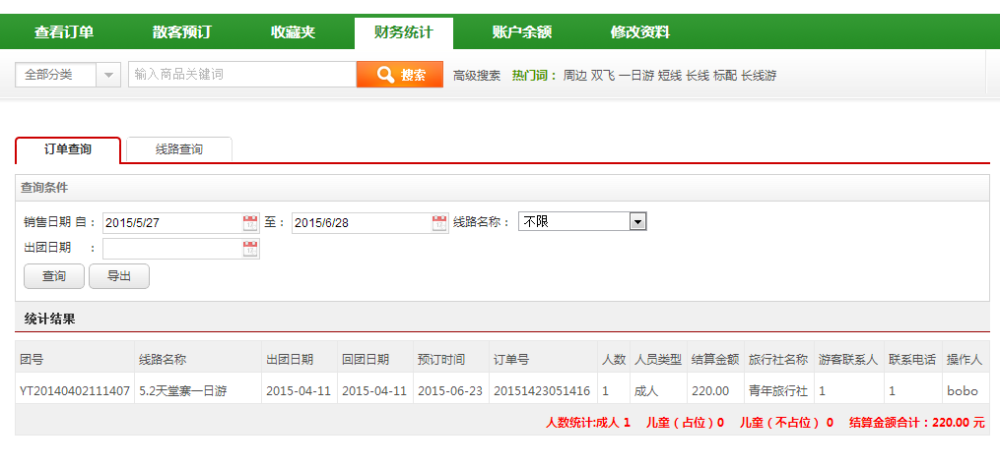 查看订单 散客预订 收藏夹 财务统计 账户余额 修改资料
全部分类 输入商品关键词 搜索 高级搜索 热门词： 周边 双飞 一日游 短线 长线 标配 长线游
订单查询 线路查询
查询条件
销售日期 自： 2015/5/27 至： 2015/6/28 线路名称： 不限
出团日期 ：
查询 导出
统计结果
团号 线路名称 出团日期 回团日期 预订时间 订单号 人数 人员类型 结算金额 旅行社名称 游客联系人 联系电话 操作人
YT20140402111407 5.2天堂寨一日游 2015-04-11 2015-04-11 2015-06-23 20151423051416 1 成人 220.00 青年旅行社 1 1 bobo
人数统计:成人 1 儿童（占位）0 儿童（不占位） 0 结算金额合计：220.00 元